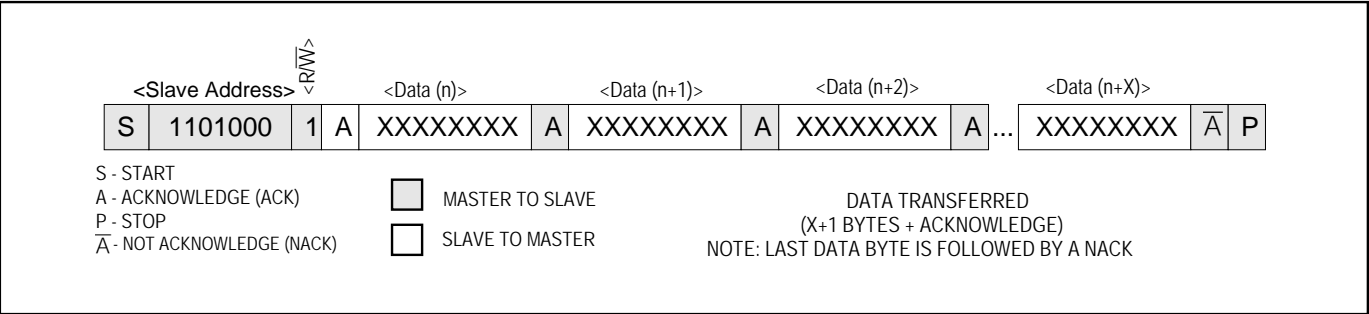 <R/W̅>
<Slave Address> <Data (n)> <Data (n+1)> <Data (n+2)> <Data (n+X)>
S 1101000 1 A XXXXXXXX A XXXXXXXX A XXXXXXXX A ... XXXXXXXX A̅ P
S - START
A - ACKNOWLEDGE (ACK)
P - STOP
A̅ - NOT ACKNOWLEDGE (NACK)
MASTER TO SLAVE
SLAVE TO MASTER
DATA TRANSFERRED
(X+1 BYTES + ACKNOWLEDGE)
NOTE: LAST DATA BYTE IS FOLLOWED BY A NACK